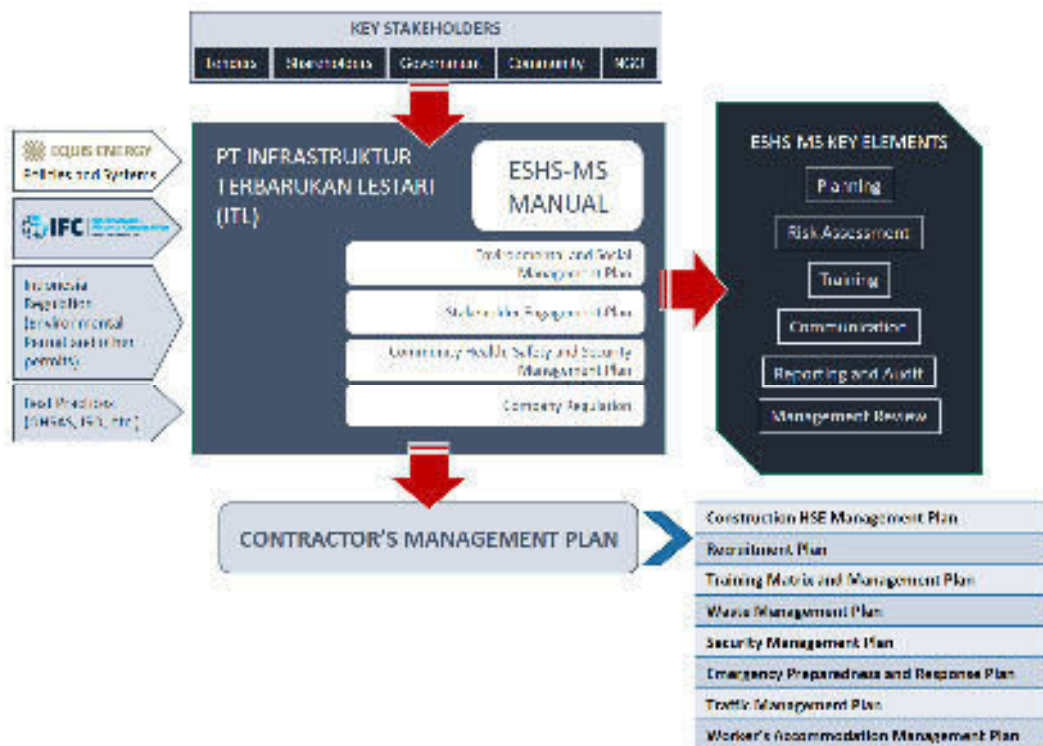 KEY STAKEHOLDERS
Lenders
Shareholders
Government
Community
NGO
EQUIS ENERGY
Policies and Systems
IFC
Indonesia
Regulation
(Environmental
Permit and other
permits)
Best Practices
(OHSAS, ISO, etc.)
PT INFRASTRUKTUR
TERBARUKAN LESTARI
(ITL)
ESHS-MS
MANUAL
Environmental and Social
Management Plan
Stakeholder Engagement Plan
Community Health, Safety and Security
Management Plan
Company Regulation
ESHS-MS KEY ELEMENTS
Planning
Risk Assessment
Training
Communication
Reporting and Audit
Management Review
CONTRACTOR'S MANAGEMENT PLAN
Construction HSE Management Plan
Recruitment Plan
Training Matrix and Management Plan
Waste Management Plan
Security Management Plan
Emergency Preparedness and Response Plan
Traffic Management Plan
Worker's Accommodation Management Plan